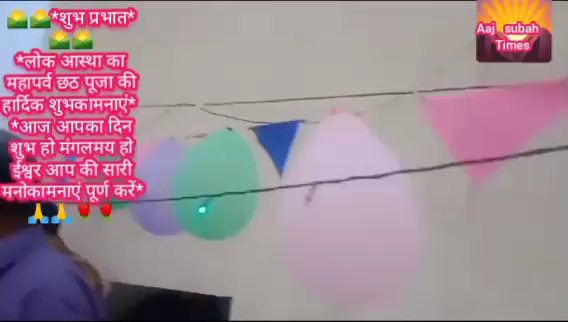 🌄🌄*शुभ प्रभात*
🌄🌄
*लोक आस्था का
महापर्व छठ पूजा की
हार्दिक शुभकामनाएं*
*आज आपका दिन
शुभ हो मंगलमय हो
ईश्वर आप की सारी
मनोकामनाएं पूर्ण करें*
🙏🙏🌹🌹
Aaj subah
Times